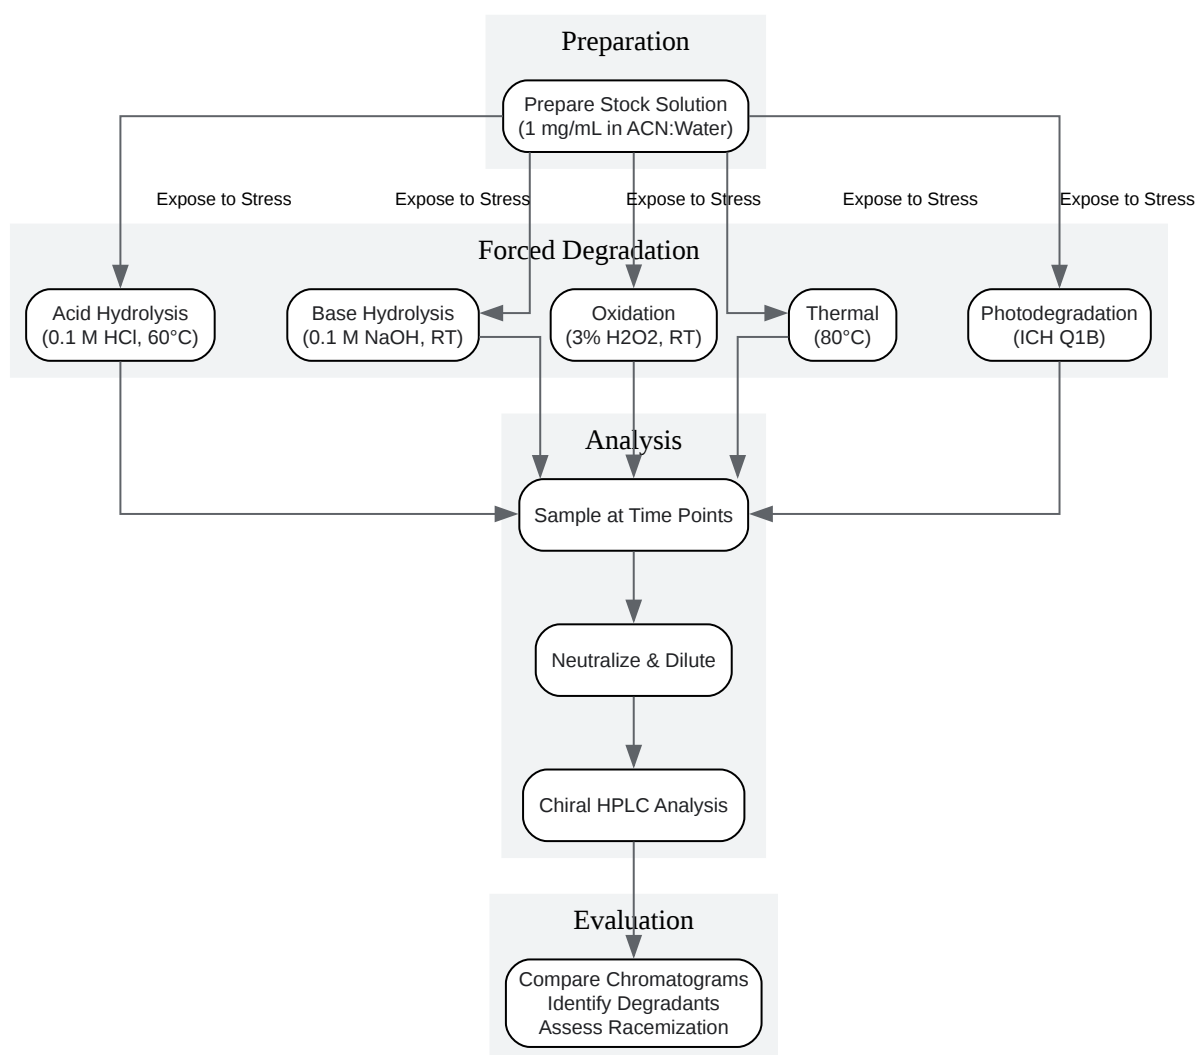 Preparation
Prepare Stock Solution
(1 mg/mL in ACN:Water)
Expose to Stress
Expose to Stress
Expose to Stress
Expose to Stress
Expose to Stress
Forced Degradation
Acid Hydrolysis
(0.1 M HCl, 60°C)
Base Hydrolysis
(0.1 M NaOH, RT)
Oxidation
(3% H2O2, RT)
Thermal
(80°C)
Photodegradation
(ICH Q1B)
Analysis
Sample at Time Points
Neutralize & Dilute
Chiral HPLC Analysis
Evaluation
Compare Chromatograms
Identify Degradants
Assess Racemization